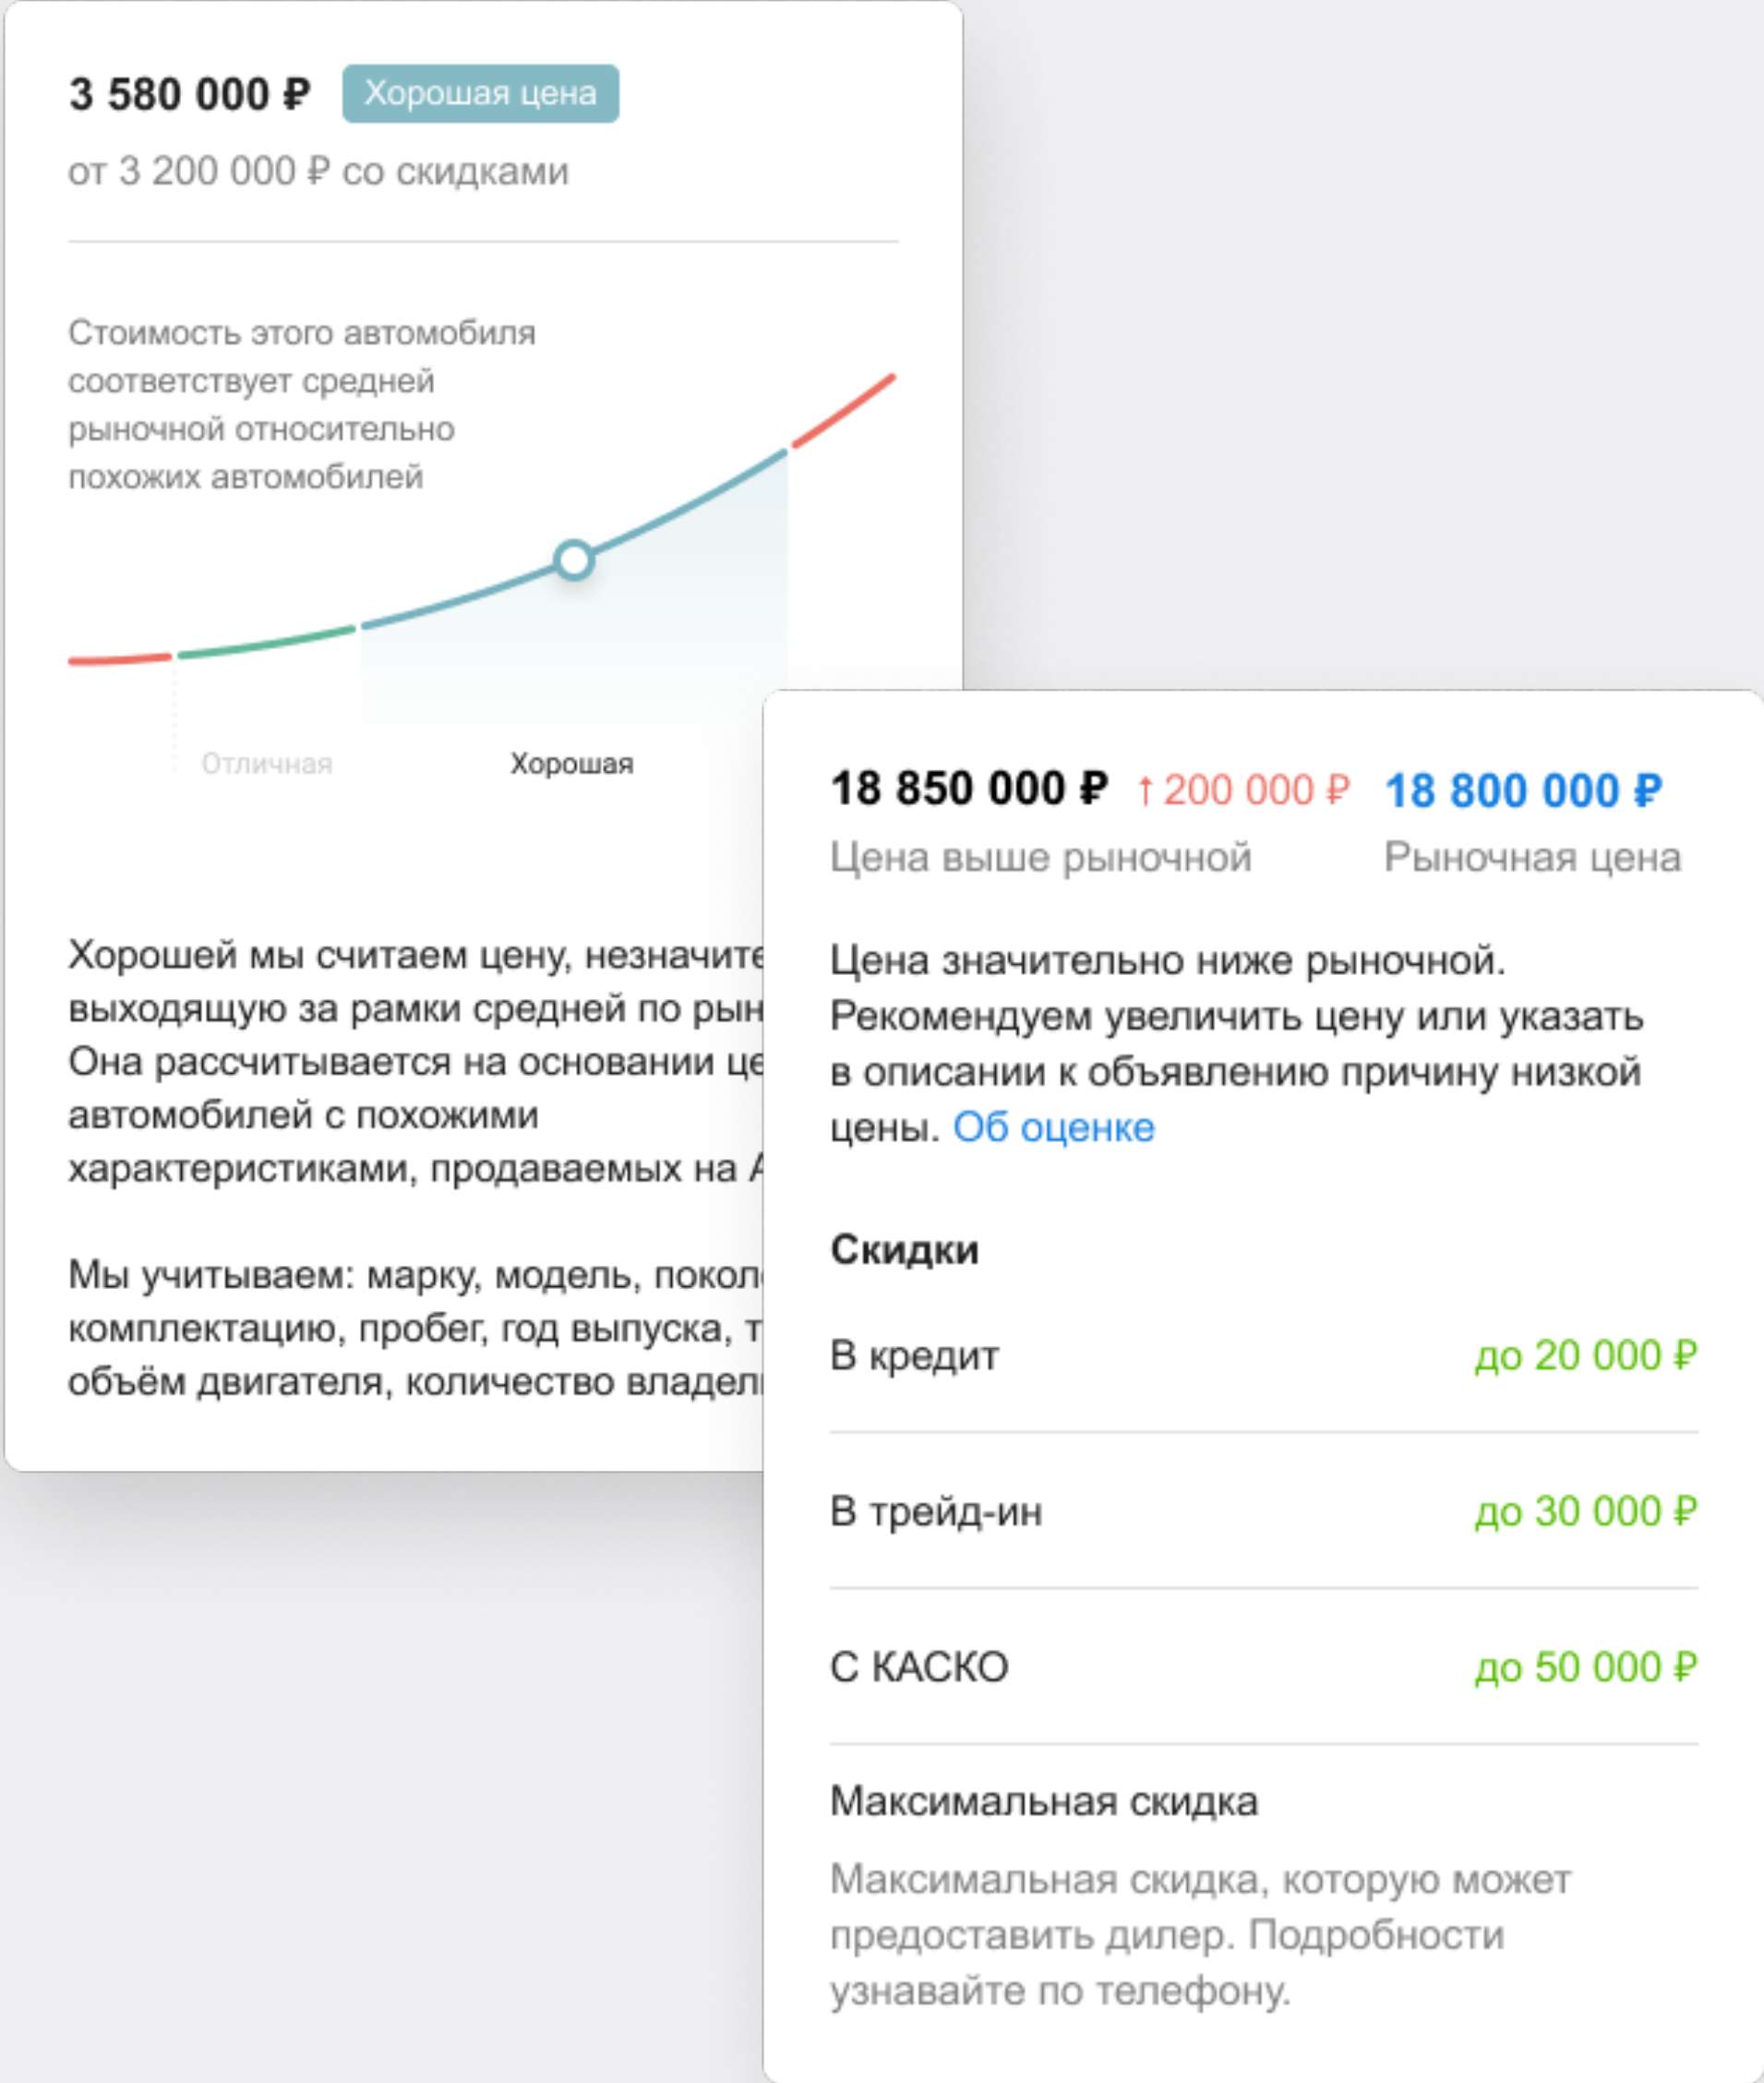 3 580 000 ₽ Хорошая цена
от 3 200 000 ₽ со скидками
Стоимость этого автомобиля
соответствует средней
рыночной относительно
похожих автомобилей
Отличная Хорошая
Хорошей мы считаем цену,
выходящую за рамки средней по
Она рассчитывается на основании
автомобилей с похожими
характеристиками, продаваемых на
Мы учитываем: марку, модель,
комплектацию, пробег, год выпуска,
объём двигателя, количество
18 850 000 ₽ ↑ 200 000 ₽ 18 800 000 ₽
Цена выше рыночной Рыночная цена
Цена значительно ниже рыночной.
Рекомендуем увеличить цену или указать
в описании к объявлению причину низкой
цены. Об оценке
Скидки
В кредит до 20 000 ₽
В трейд-ин до 30 000 ₽
С КАСКО до 50 000 ₽
Максимальная скидка
Максимальная скидка, которую может
предоставить дилер. Подробности
узнавайте по телефону.